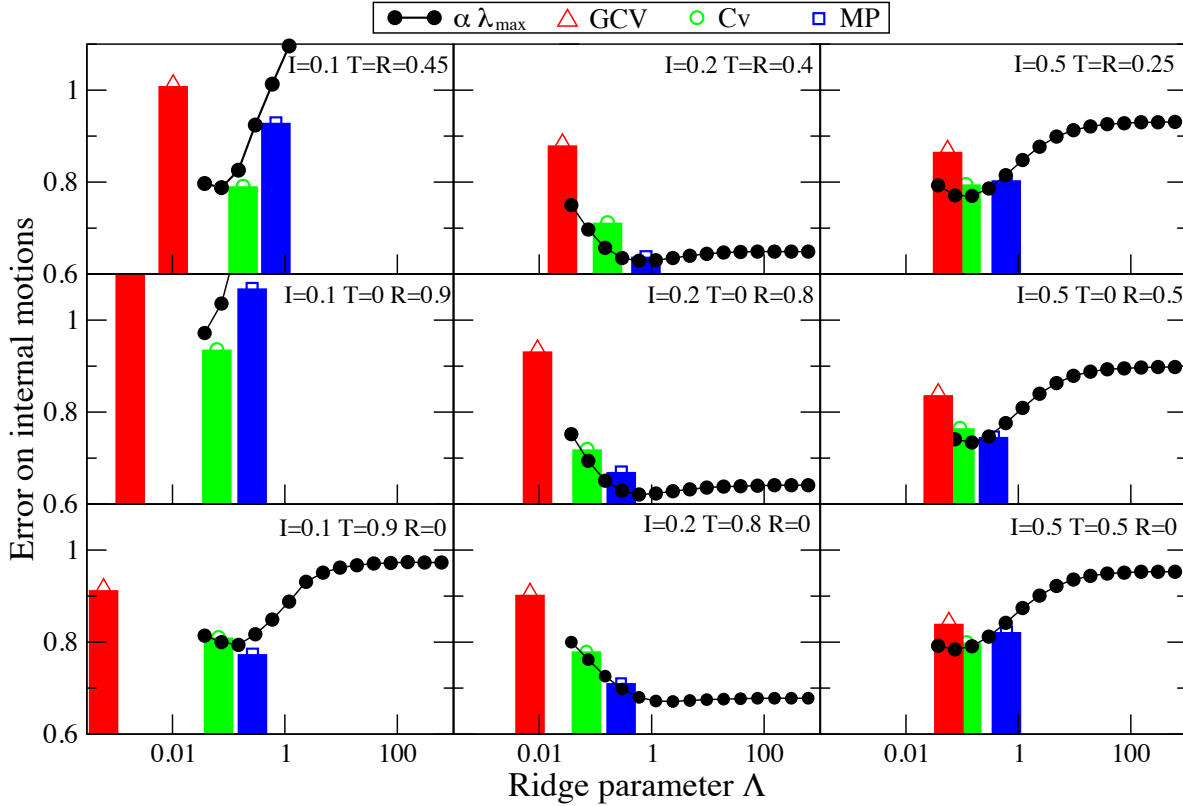 α λmax GCV Cv MP
Error on internal motions
I=0.1 T=R=0.45 I=0.2 T=R=0.4 I=0.5 T=R=0.25
1
0.8
0.6
I=0.1 T=0 R=0.9 I=0.2 T=0 R=0.8 I=0.5 T=0 R=0.5
1
0.8
0.6
I=0.1 T=0.9 R=0 I=0.2 T=0.8 R=0 I=0.5 T=0.5 R=0
1
0.8
0.6
0.01 1 100 0.01 1 100 0.01 1 100
Ridge parameter Λ